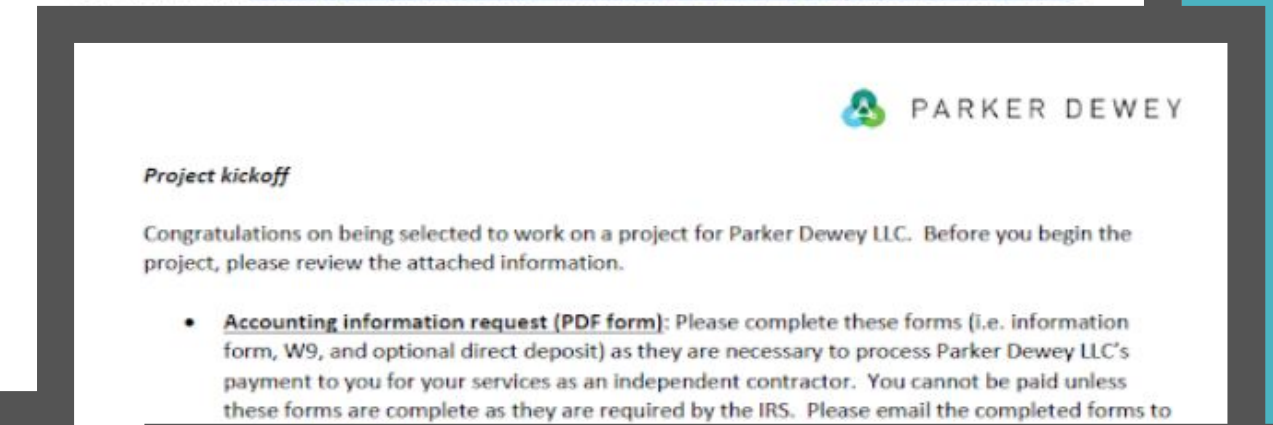 PARKER DEWEY
Project kickoff
Congratulations on being selected to work on a project for Parker Dewey LLC. Before you begin the
project, please review the attached information.
• Accounting information request (PDF form): Please complete these forms (i.e. information
form, W9, and optional direct deposit) as they are necessary to process Parker Dewey LLC's
payment to you for your services as an independent contractor. You cannot be paid unless
these forms are complete as they are required by the IRS. Please email the completed forms to